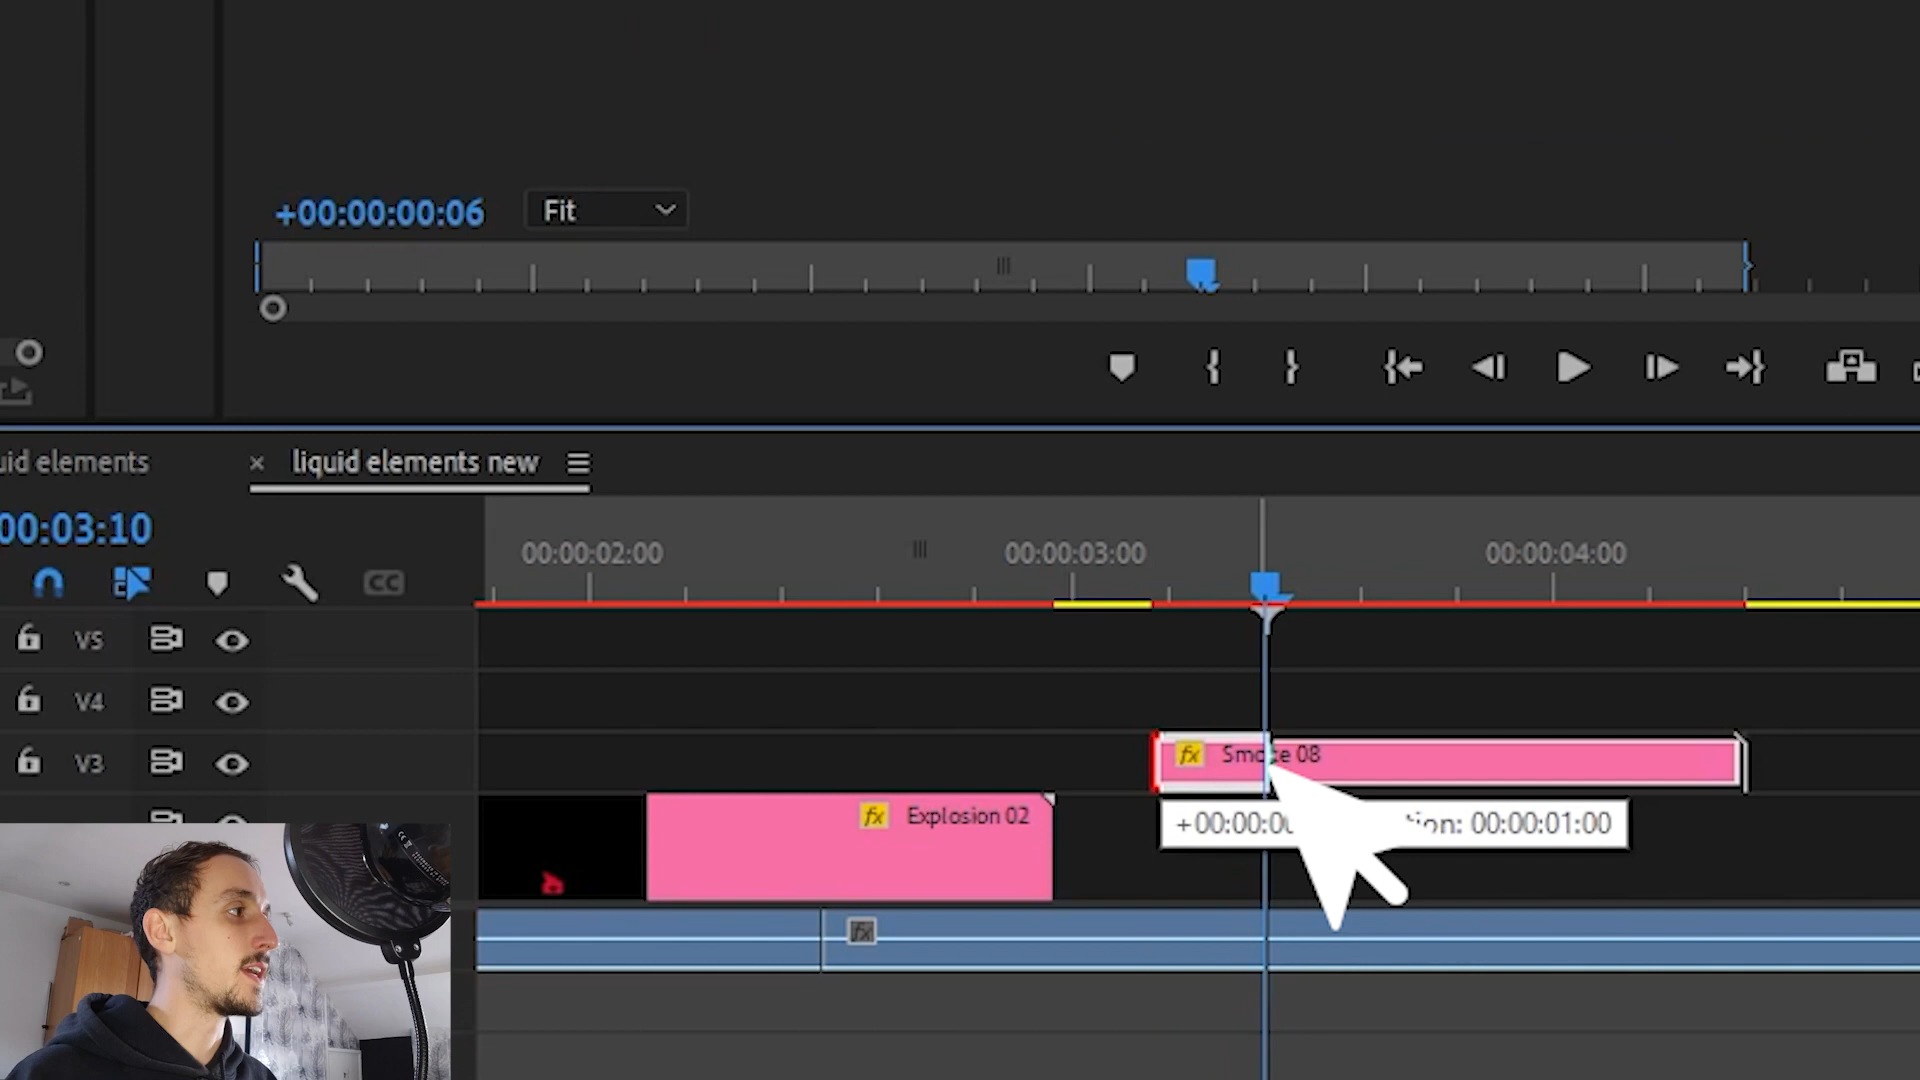 +00:00:00:06
Fit
uid elements
× liquid elements new
00:03:10
00:00:02:00
00:00:03:00
00:00:04:00
CC
V5
V4
V3
fx
fx Explosion 02
+00:00:0
ion: 00:00:01:00
fx